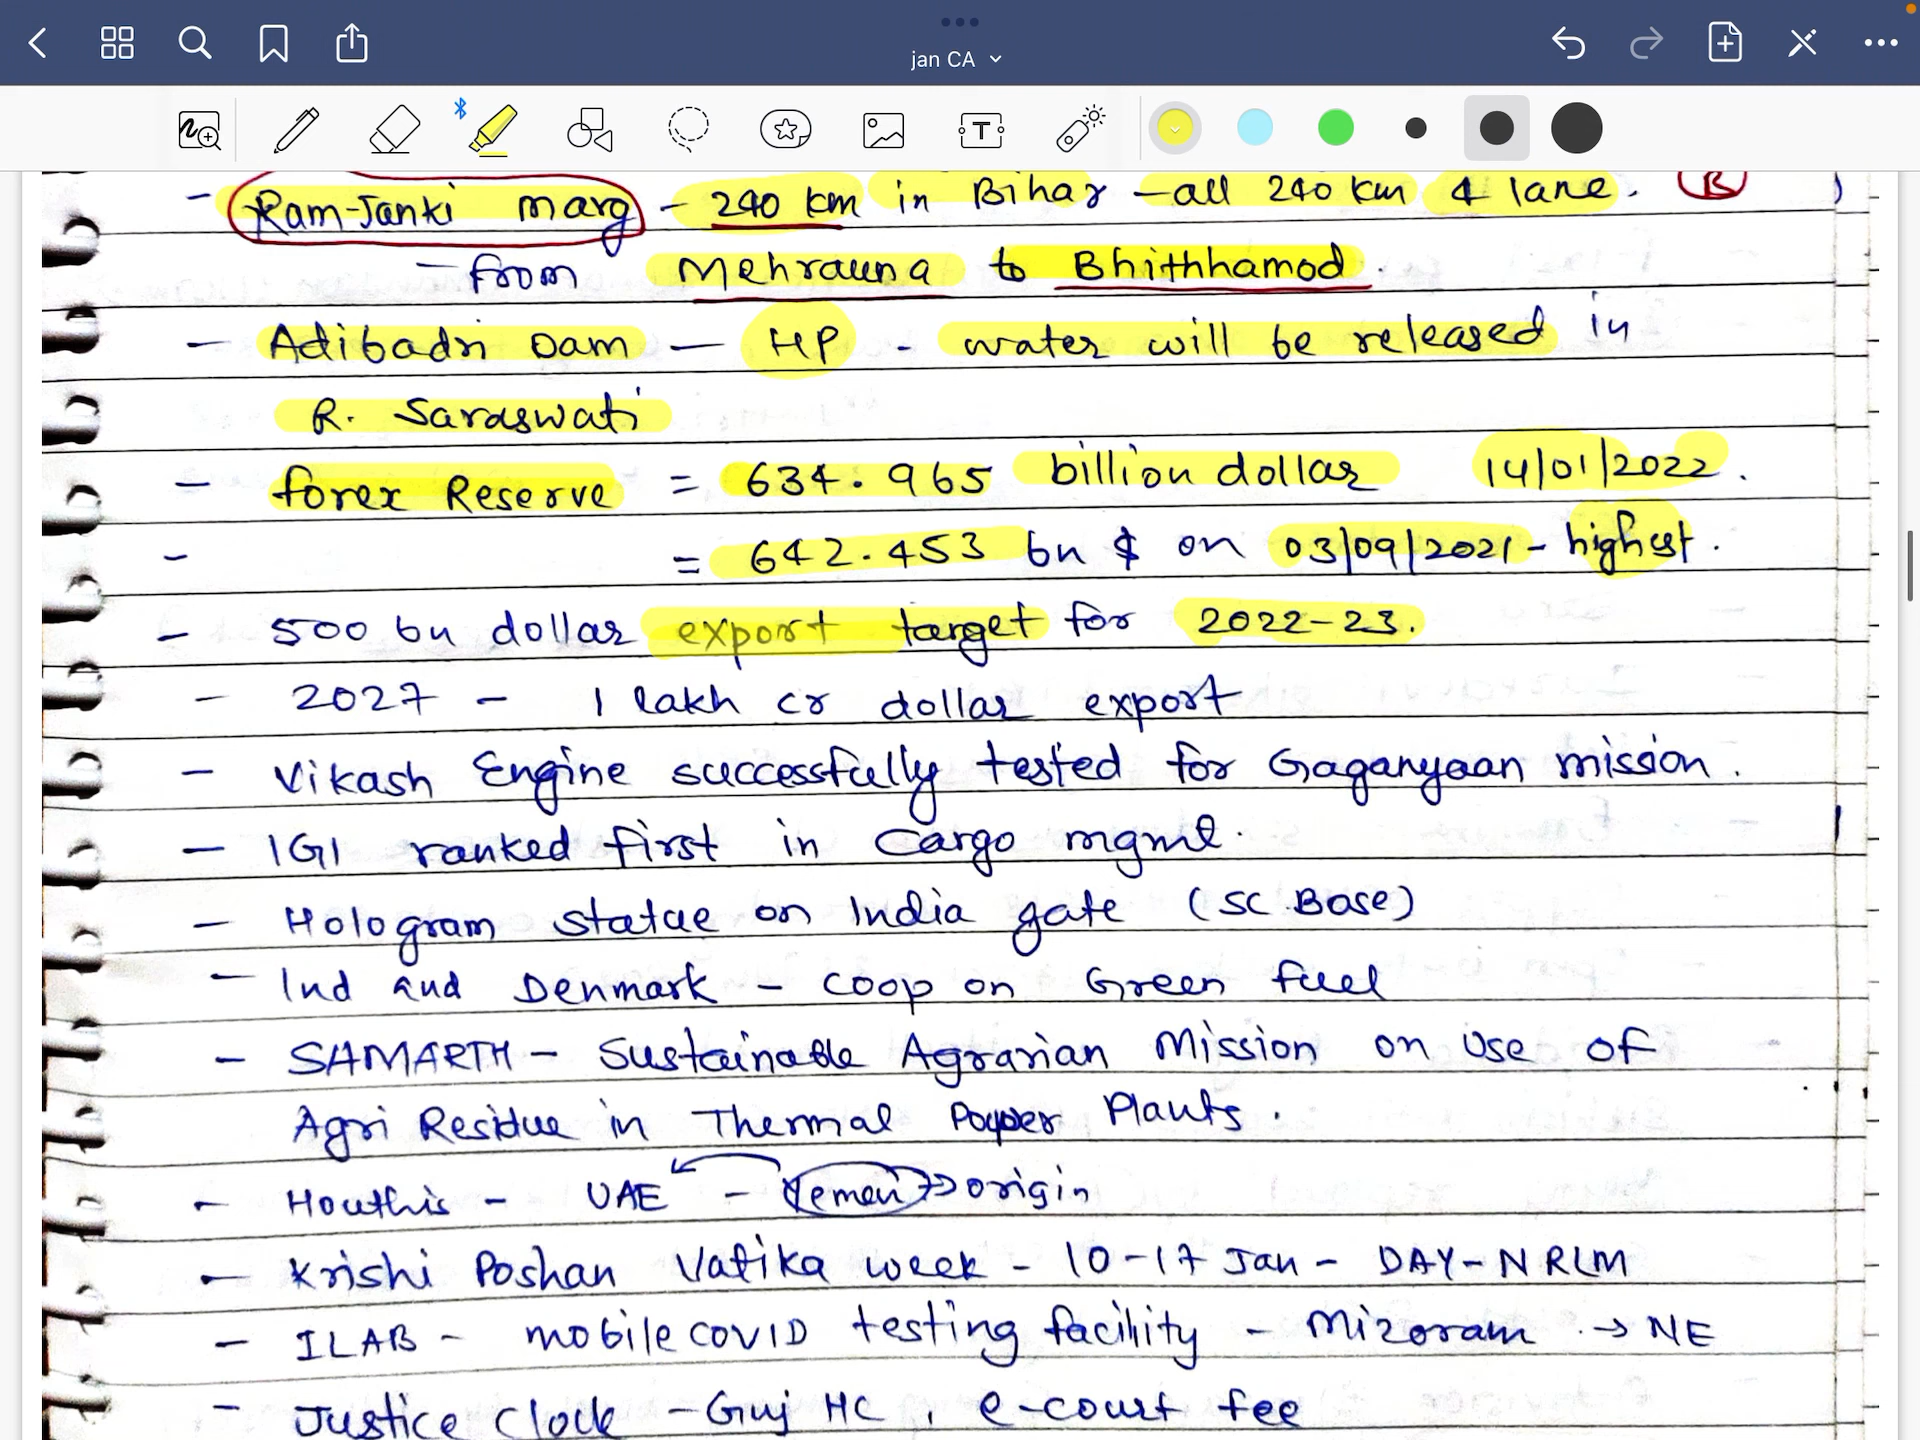 jan CA
T
- Ram-Janki marg - 240 km in Bihar - all 240 km 4 lane. B
- from Mehrauna to Bhithhamod.
- Adibadri Dam - HP - water will be released in
R. Saraswati
- forex Reserve = 634.965 billion dollar 14/01/2022.
- = 642.453 bn $ on 03/09/2021 - highest.
- 500 bn dollar export target for 2022-23.
- 2027 - 1 lakh cr dollar export
- Vikash Engine successfully tested for Gaganyaan mission.
- IGI ranked first in Cargo mgmt.
- Hologram statue on India gate (SC Bose)
- Ind and Denmark - coop on Green fuel
- SAMARTH - Sustainable Agrarian Mission on Use of
Agri Residue in Thermal Power Plants.
- Houthis - UAE - Yemen → origin
- Krishi Poshan Vatika week - 10-17 Jan - DAY-NRLM
- ILAB - mobile COVID testing facility - Mizoram → NE
- Justice Clock - Guj HC, e-court fee